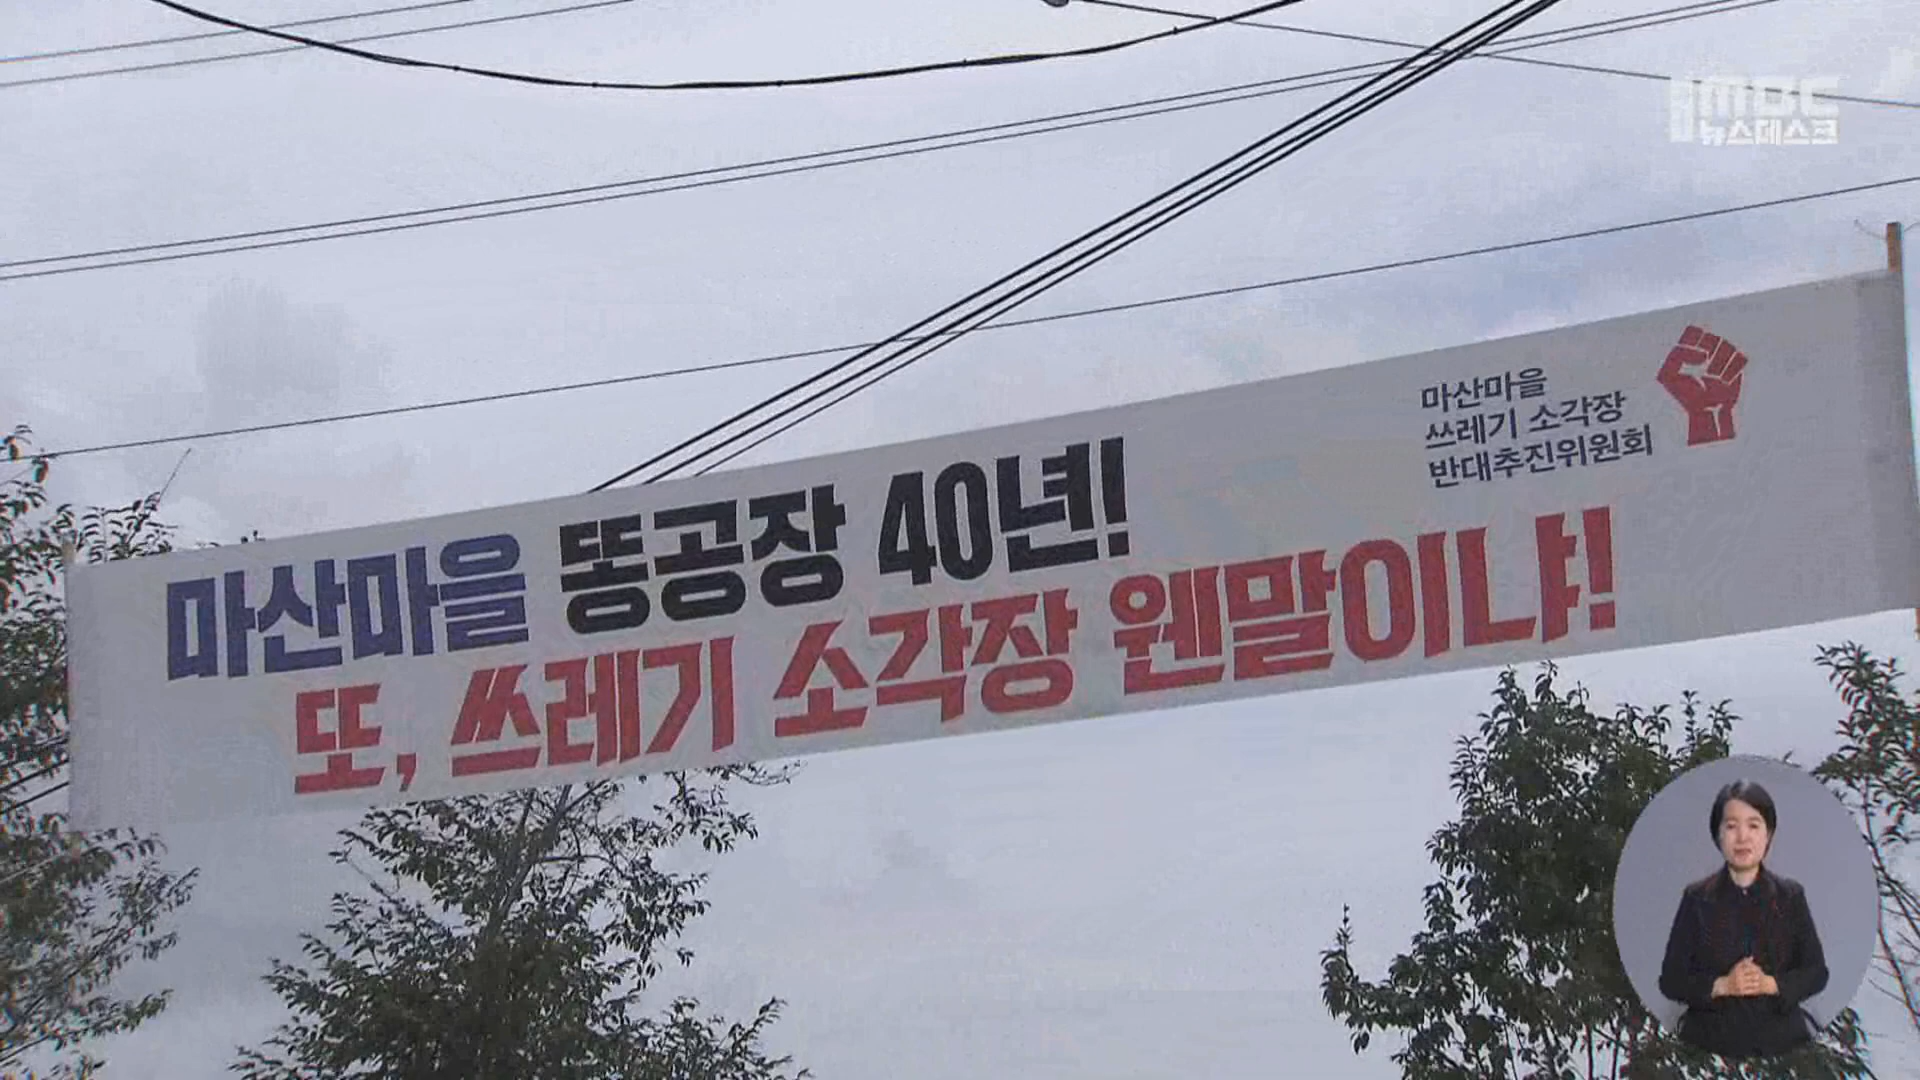 MBC
뉴스데스크
마산마을
쓰레기 소각장
반대추진위원회
마산마을 똥공장 40년!
또, 쓰레기 소각장 웬말이냐!